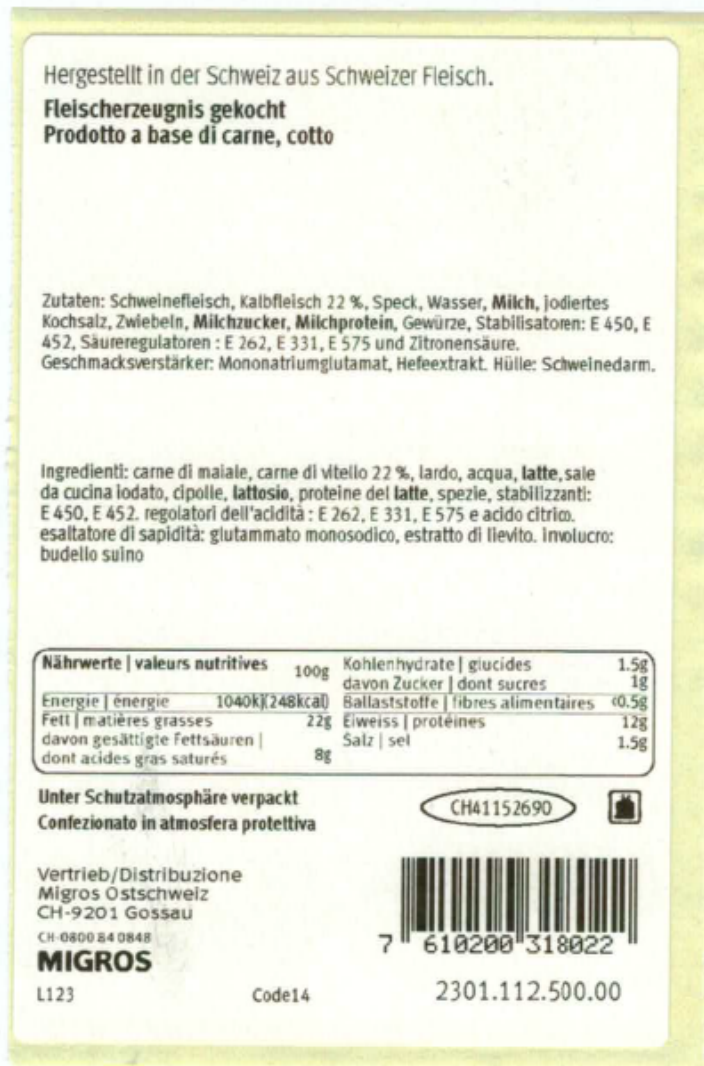 Hergestellt in der Schweiz aus Schweizer Fleisch.
Fleischerzeugnis gekocht
Prodotto a base di carne, cotto
Zutaten: Schweinefleisch, Kalbfleisch 22 %, Speck, Wasser, Milch, jodiertes
Kochsalz, Zwiebeln, Milchzucker, Milchprotein, Gewürze, Stabilisatoren: E 450, E
452, Säureregulatoren : E 262, E 331, E 575 und Zitronensäure.
Geschmacksverstärker: Mononatriumglutamat, Hefeextrakt. Hülle: Schweinedarm.
Ingredienti: carne di maiale, carne di vitello 22 %, lardo, acqua, latte, sale
da cucina iodato, cipolle, lattosio, proteine del latte, spezie, stabilizzanti:
E 450, E 452. regolatori dell'acidità : E 262, E 331, E 575 e acido citrico.
esaltatore di sapidità: glutammato monosodico, estratto di lievito. involucro:
budello suino
Nährwerte | valeurs nutritives 100g
Energie | énergie 1040kJ(248kcal)
Fett | matières grasses 22g
davon gesättigte Fettsäuren |
dont acides gras saturés 8g
Kohlenhydrate | glucides 1.5g
davon Zucker | dont sucres 1g
Ballaststoffe | fibres alimentaires <0.5g
Eiweiss | protéines 12g
Salz | sel 1.5g
Unter Schutzatmosphäre verpackt
Confezionato in atmosfera protettiva
CH41152690
Vertrieb/Distribuzione
Migros Ostschweiz
CH-9201 Gossau
CH-0800 84 0848
MIGROS
L123 Code14
7 610200 318022
2301.112.500.00